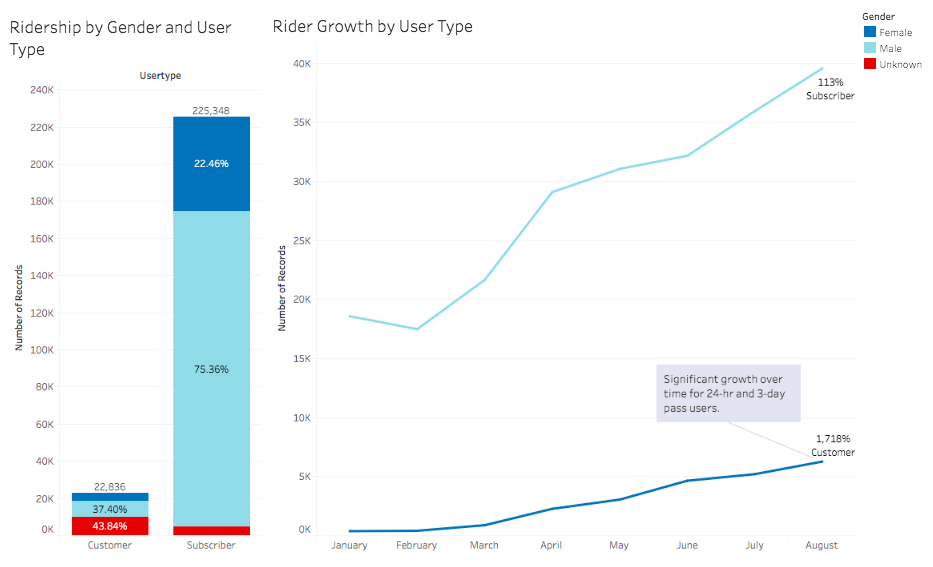 Ridership by Gender and User
Type
Usertype
Number of Records
240K
220K
200K
180K
160K
140K
120K
100K
80K
60K
40K
20K
0K
225,348
22.46%
75.36%
22,836
37.40%
43.84%
Customer
Subscriber
Rider Growth by User Type
Number of Records
40K
35K
30K
25K
20K
15K
10K
5K
0K
113%
Subscriber
Significant growth over
time for 24-hr and 3-day
pass users.
1,718%
Customer
January
February
March
April
May
June
July
August
Gender
Female
Male
Unknown